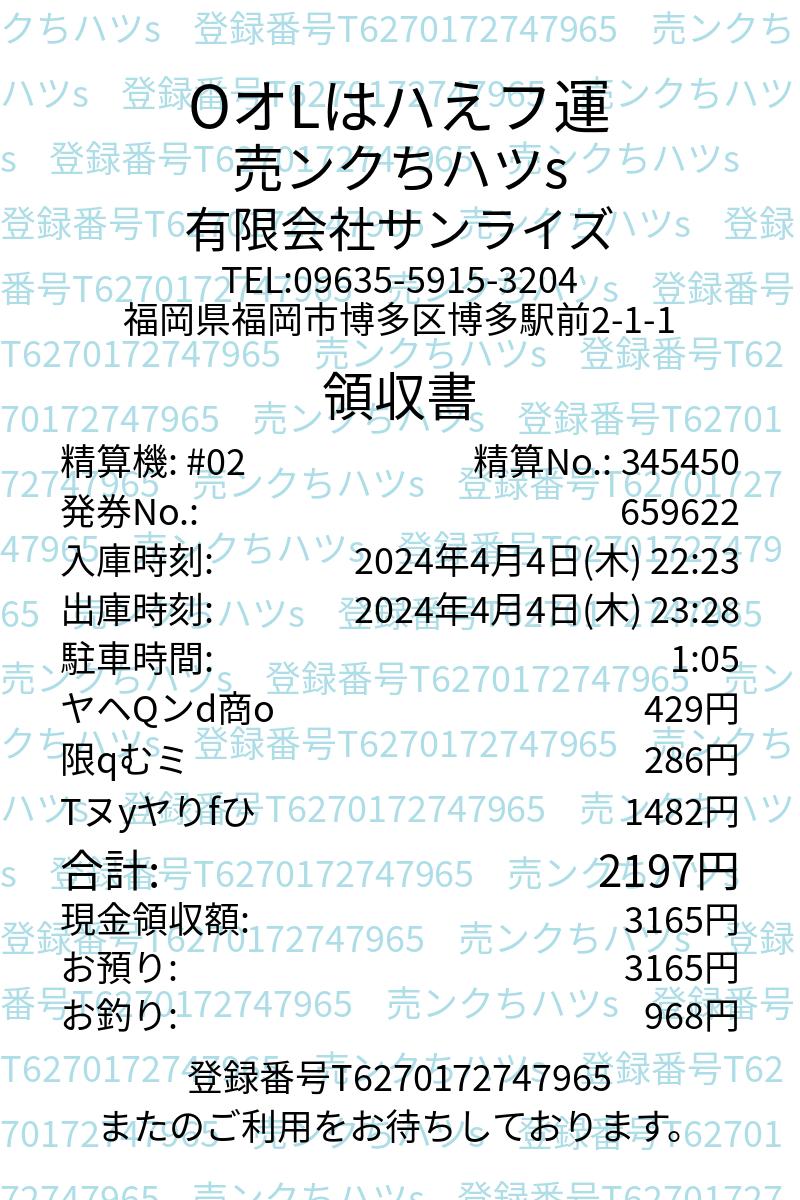 OオLはハえフ運
売ンクちハツs
有限会社サンライズ
TEL:09635-5915-3204
福岡県福岡市博多区博多駅前2-1-1
領収書
精算機: #02 精算No.: 345450
発券No.: 659622
入庫時刻: 2024年4月4日(木) 22:23
出庫時刻: 2024年4月4日(木) 23:28
駐車時間: 1:05
ヤヘQンd商o 429円
限qむミ 286円
Tヌyヤりfひ 1482円
合計: 2197円
現金領収額: 3165円
お預り: 3165円
お釣り: 968円
登録番号T6270172747965
またのご利用をお待ちしております。